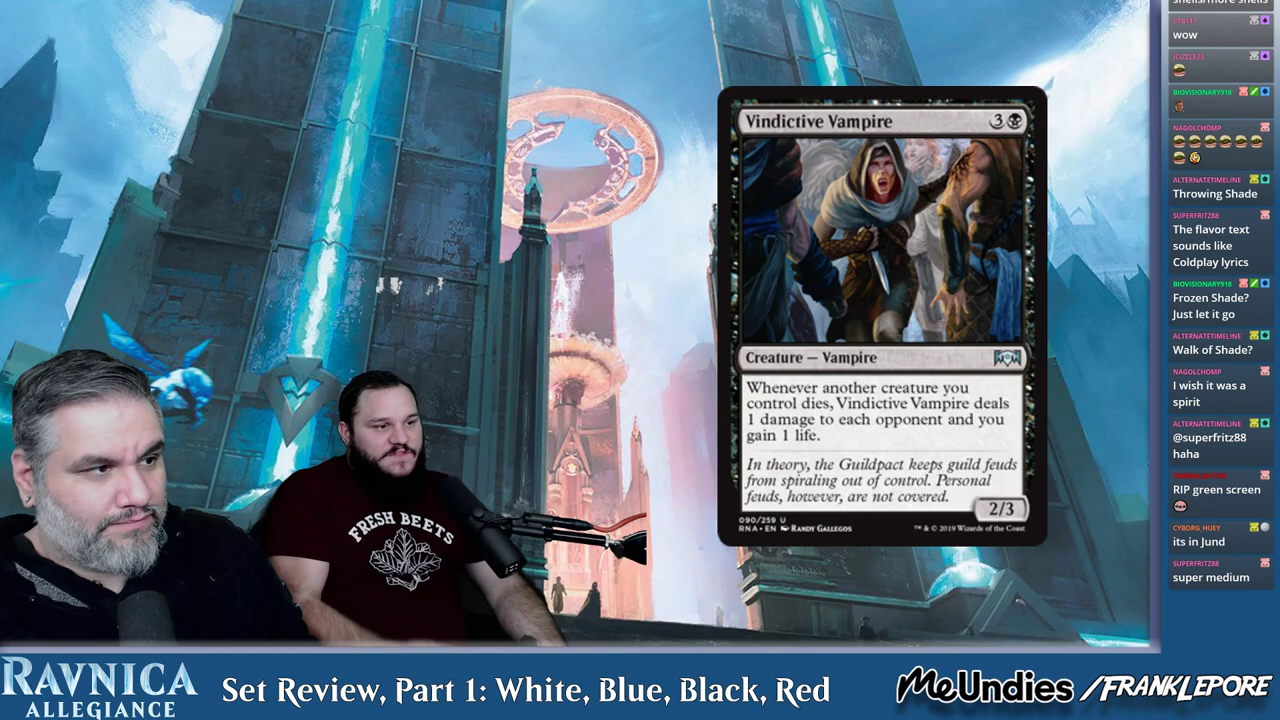 Vindictive Vampire 3
Creature — Vampire
Whenever another creature you
control dies, Vindictive Vampire deals
1 damage to each opponent and you
gain 1 life.
In theory, the Guildpact keeps guild feuds
from spiraling out of control. Personal
feuds, however, are not covered.
2/3
090/259 U
RNA • EN RANDY GALLEGOS
™ & © 2019 Wizards of the Coast
FRESH BEETS
CTB117
wow
JCIZZLE23
BIOVISIONARY918
NAGOLCHOMP
ALTERNATETIMELINE
Throwing Shade
SUPERFRITZ88
The flavor text
sounds like
Coldplay lyrics
BIOVISIONARY918
Frozen Shade?
Just let it go
ALTERNATETIMELINE
Walk of Shade?
NAGOLCHOMP
I wish it was a
spirit
ALTERNATETIMELINE
@superfritz88
haha
RIP green screen
CYBORG_HUEY
its in Jund
SUPERFRITZ88
super medium
RAVNICA
ALLEGIANCE
Set Review, Part 1: White, Blue, Black, Red
MeUndies /FRANKLEPORE